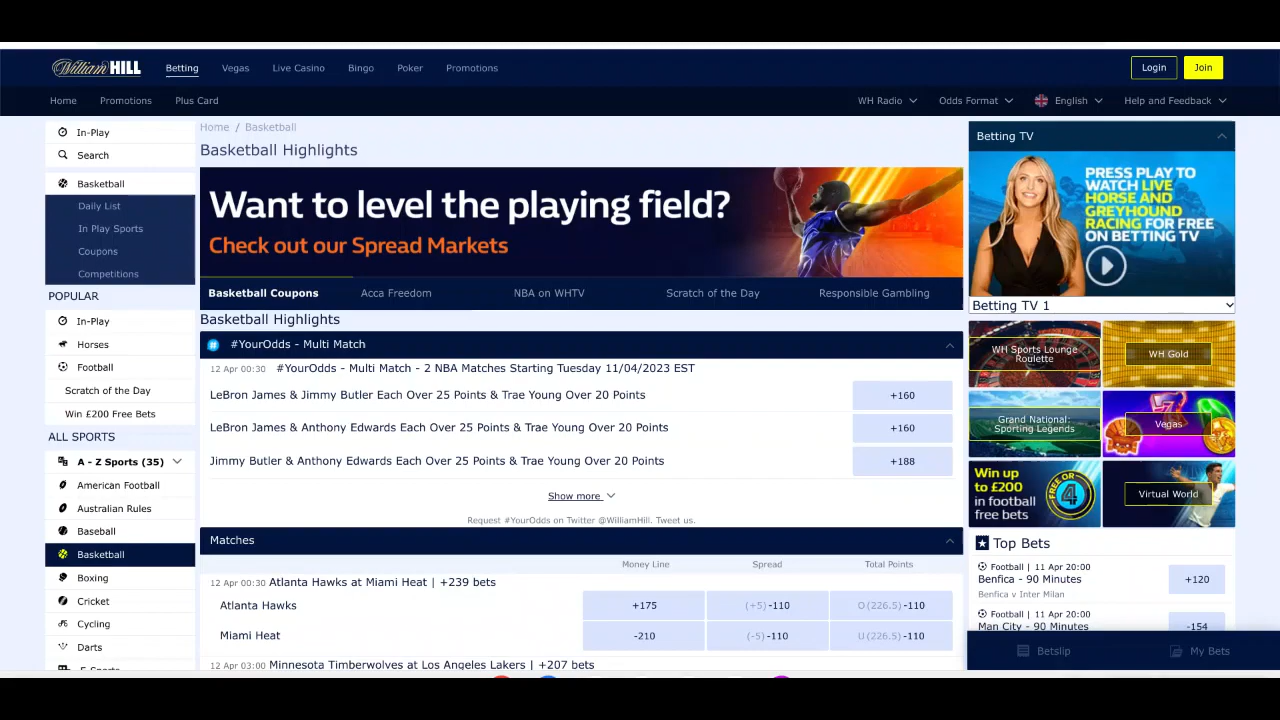 William HILL
Betting
Vegas
Live Casino
Bingo
Poker
Promotions
Login
Join
Home
Promotions
Plus Card
WH Radio
Odds Format
English
Help and Feedback
In-Play
Search
Basketball
Daily List
In Play Sports
Coupons
Competitions
POPULAR
In-Play
Horses
Football
Scratch of the Day
Win £200 Free Bets
ALL SPORTS
A - Z Sports (35)
American Football
Australian Rules
Baseball
Basketball
Boxing
Cricket
Cycling
Darts
Home / Basketball
Basketball Highlights
Want to level the playing field?
Check out our Spread Markets
Basketball Coupons
Acca Freedom
NBA on WHTV
Scratch of the Day
Responsible Gambling
Basketball Highlights
#
#YourOdds - Multi Match
12 Apr 00:30 #YourOdds - Multi Match - 2 NBA Matches Starting Tuesday 11/04/2023 EST
LeBron James & Jimmy Butler Each Over 25 Points & Trae Young Over 20 Points +160
LeBron James & Anthony Edwards Each Over 25 Points & Trae Young Over 20 Points +160
Jimmy Butler & Anthony Edwards Each Over 25 Points & Trae Young Over 20 Points +188
Show more
Request #YourOdds on Twitter @WilliamHill. Tweet us.
Matches
Money Line Spread Total Points
12 Apr 00:30 Atlanta Hawks at Miami Heat | +239 bets
Atlanta Hawks +175 (+5) -110 O (226.5) -110
Miami Heat -210 (-5) -110 U (226.5) -110
12 Apr 03:00 Minnesota Timberwolves at Los Angeles Lakers | +207 bets
Betting TV
PRESS PLAY TO
WATCH LIVE
HORSE AND
GREYHOUND
RACING FOR FREE
ON BETTING TV
Betting TV 1
WH Sports Lounge
Roulette
WH Gold
Grand National:
Sporting Legends
Vegas
Win up
to £200
in football
free bets
FREE OR
4
Virtual World
Top Bets
Football | 11 Apr 20:00
Benfica - 90 Minutes +120
Benfica v Inter Milan
Football | 11 Apr 20:00
Man City - 90 Minutes -154
Betslip
My Bets